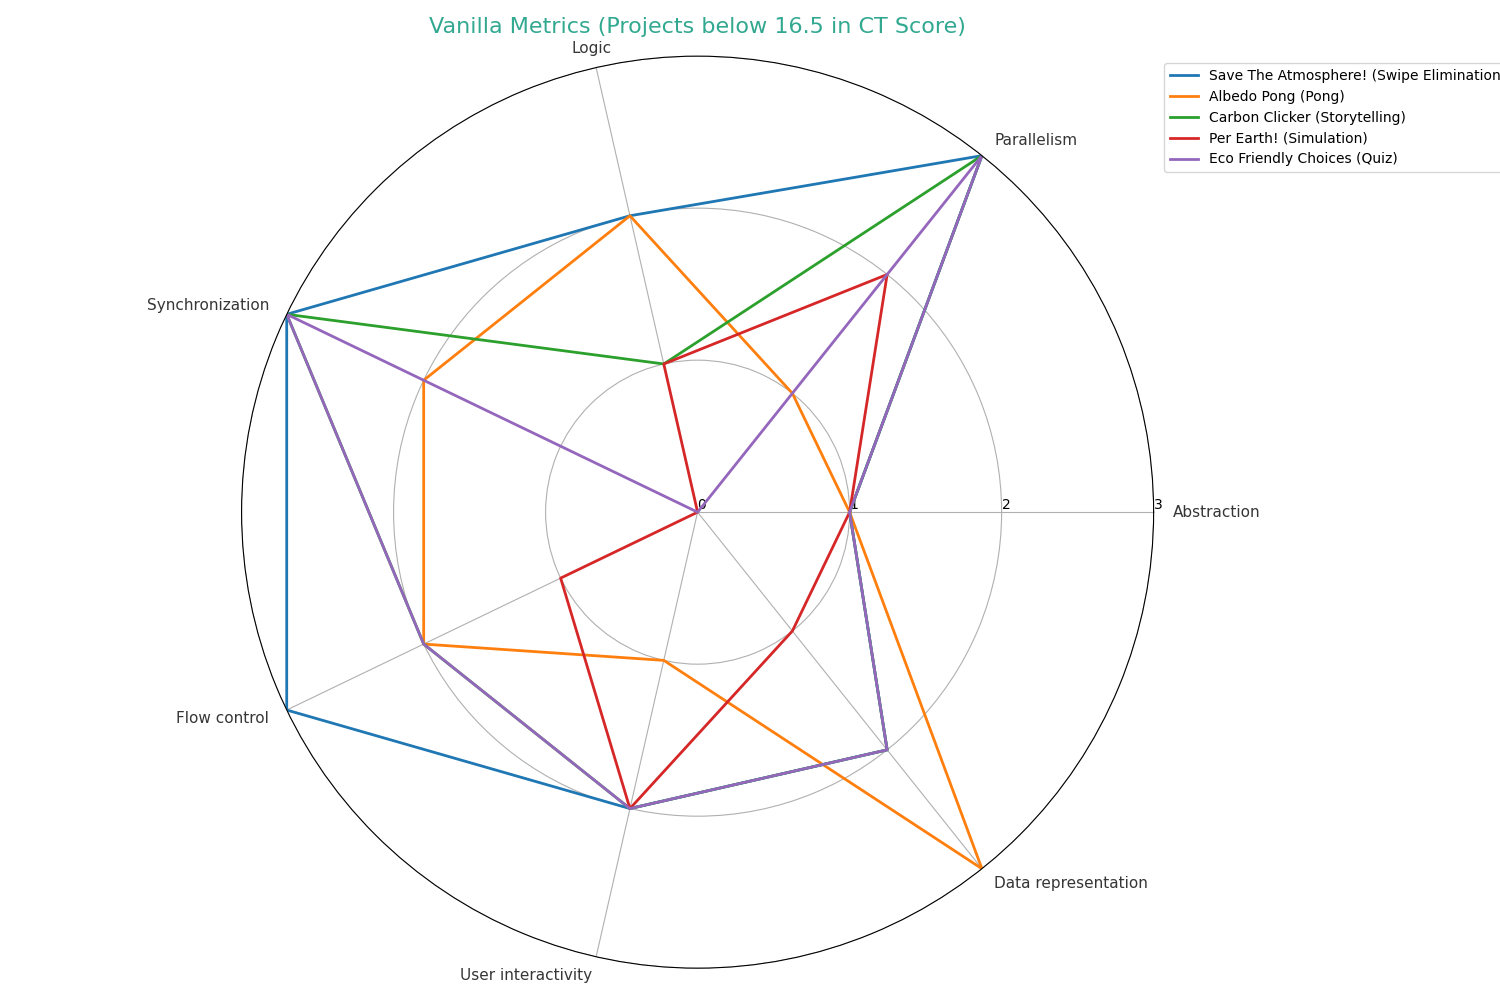 Vanilla Metrics (Projects below 16.5 in CT Score)
Logic
Save The Atmosphere! (Swipe Elimination
Albedo Pong (Pong)
Carbon Clicker (Storytelling)
Per Earth! (Simulation)
Eco Friendly Choices (Quiz)
Parallelism
Synchronization
0 1 2 3
Abstraction
Flow control
Data representation
User interactivity